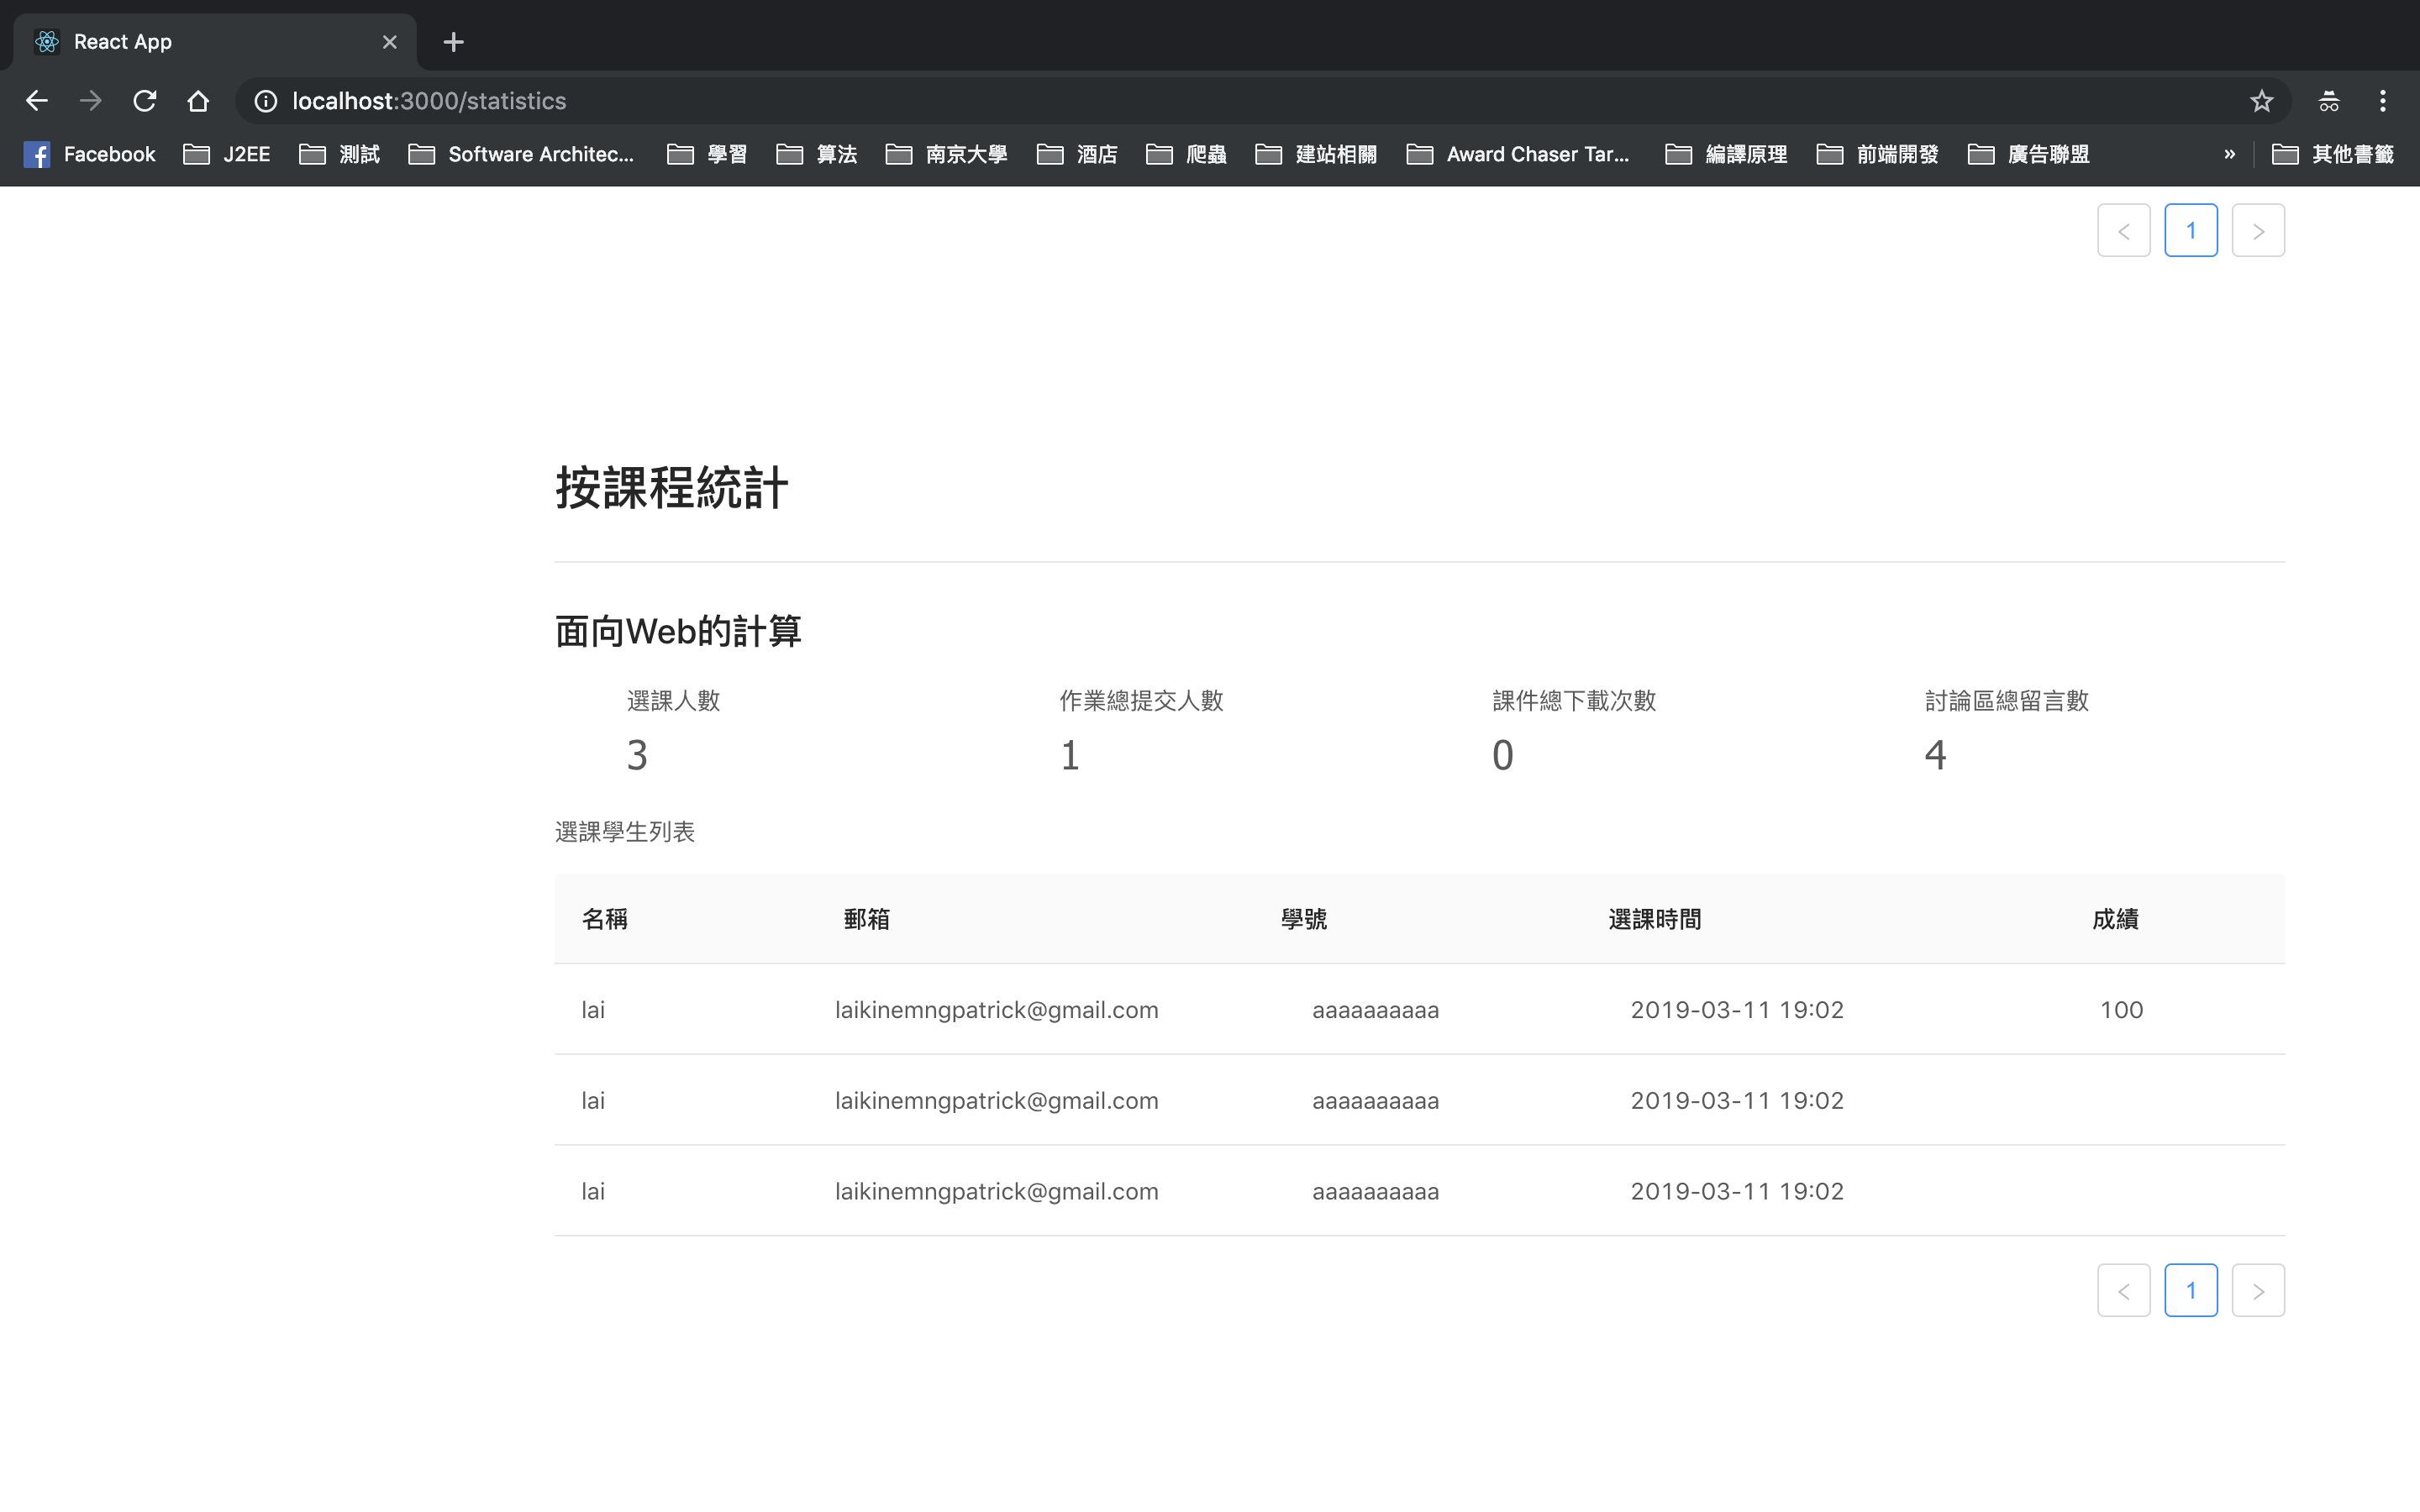 React App
localhost:3000/statistics
Facebook J2EE 測試 Software Architec... 學習 算法 南京大學 酒店 爬蟲 建站相關 Award Chaser Tar... 編譯原理 前端開發 廣告聯盟 » 其他書籤
< 1 >
按課程統計
面向Web的計算
選課人數 作業總提交人數 課件總下載次數 討論區總留言數
3 1 0 4
選課學生列表
名稱 郵箱 學號 選課時間 成績
lai laikinemngpatrick@gmail.com aaaaaaaaaa 2019-03-11 19:02 100
lai laikinemngpatrick@gmail.com aaaaaaaaaa 2019-03-11 19:02
lai laikinemngpatrick@gmail.com aaaaaaaaaa 2019-03-11 19:02
< 1 >